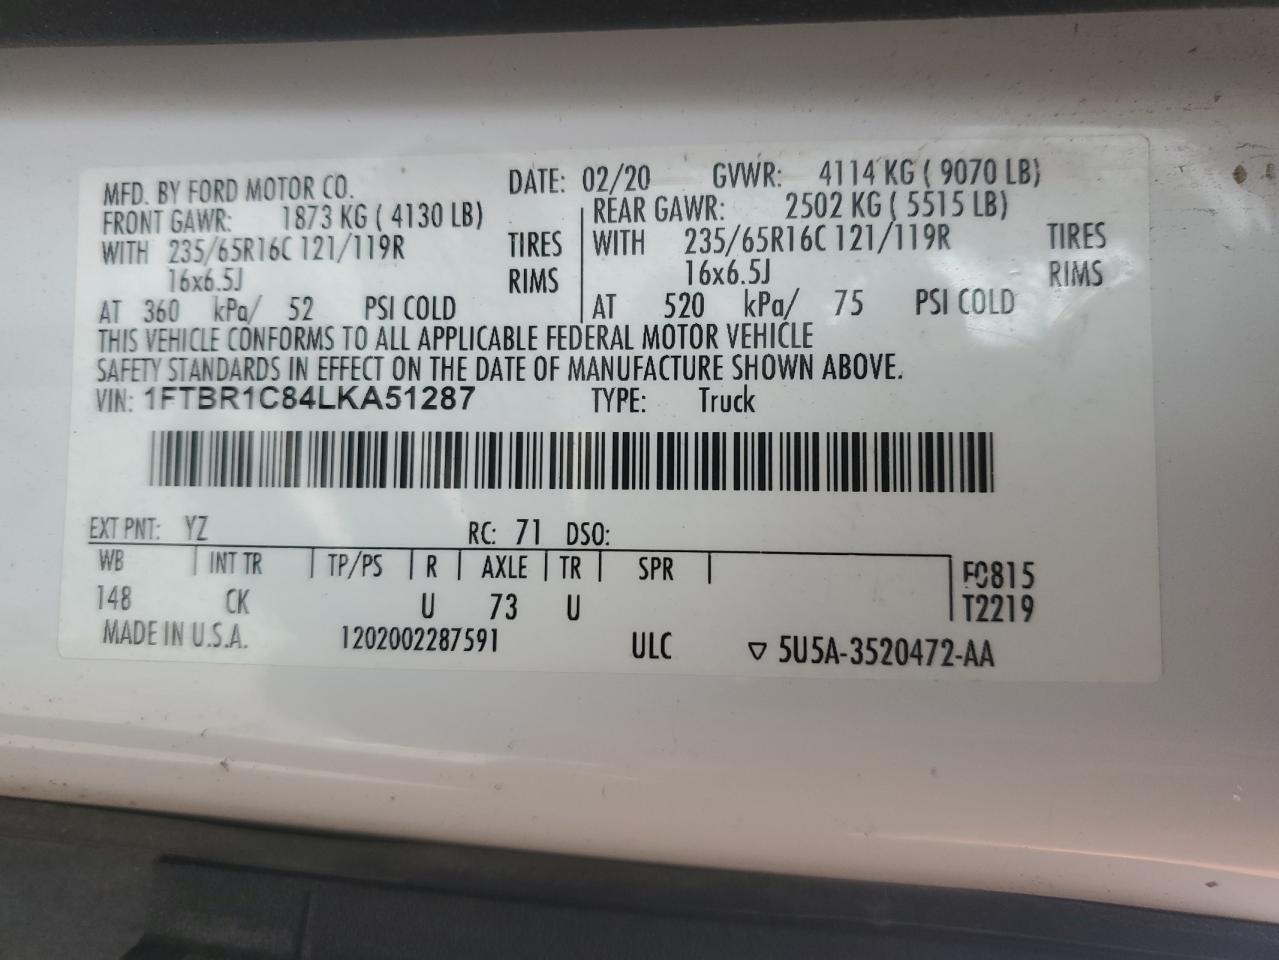 MFD. BY FORD MOTOR CO. DATE: 02/20 GVWR: 4114 KG ( 9070 LB)
FRONT GAWR: 1873 KG ( 4130 LB) REAR GAWR: 2502 KG ( 5515 LB)
WITH 235/65R16C 121/119R TIRES WITH 235/65R16C 121/119R TIRES
16x6.5J RIMS 16x6.5J RIMS
AT 360 kPa/ 52 PSI COLD AT 520 kPa/ 75 PSI COLD
THIS VEHICLE CONFORMS TO ALL APPLICABLE FEDERAL MOTOR VEHICLE
SAFETY STANDARDS IN EFFECT ON THE DATE OF MANUFACTURE SHOWN ABOVE.
VIN: 1FTBR1C84LKA51287 TYPE: Truck
EXT PNT: YZ RC: 71 DSO:
WB INT TR TP/PS R AXLE TR SPR F0815
148 CK U 73 U T2219
MADE IN U.S.A. 1202002287591 ULC ▽ 5U5A-3520472-AA